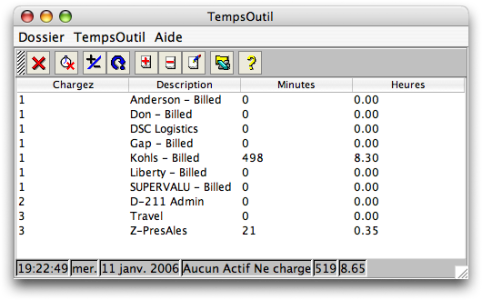 TempsOutil
Dossier TempsOutil Aide
Chargez Description Minutes Heures
1 Anderson - Billed 0 0.00
1 Don - Billed 0 0.00
1 DSC Logistics 0 0.00
1 Gap - Billed 0 0.00
1 Kohls - Billed 498 8.30
1 Liberty - Billed 0 0.00
1 SUPERVALU - Billed 0 0.00
2 D-211 Admin 0 0.00
3 Travel 0 0.00
3 Z-PresAles 21 0.35
19:22:49 mer. 11 janv. 2006 Aucun Actif Ne charge 519 8.65